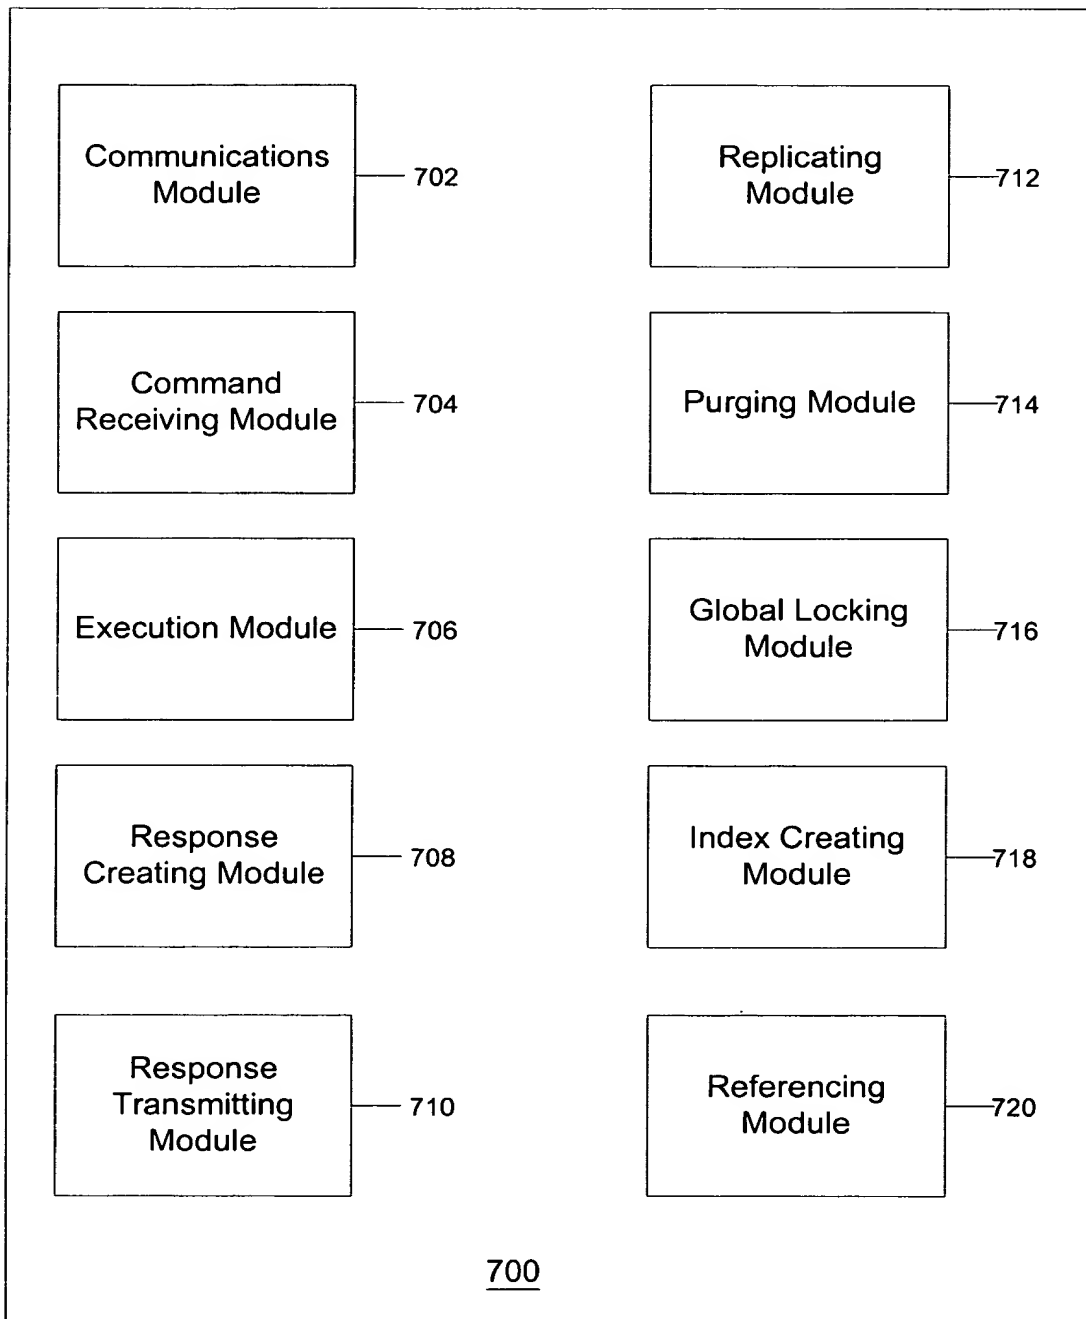 Communications
Module
702
Command
Receiving Module
704
Execution Module
706
Response
Creating Module
708
Response
Transmitting
Module
710
Replicating
Module
712
Purging Module
714
Global Locking
Module
716
Index Creating
Module
718
Referencing
Module
720
700